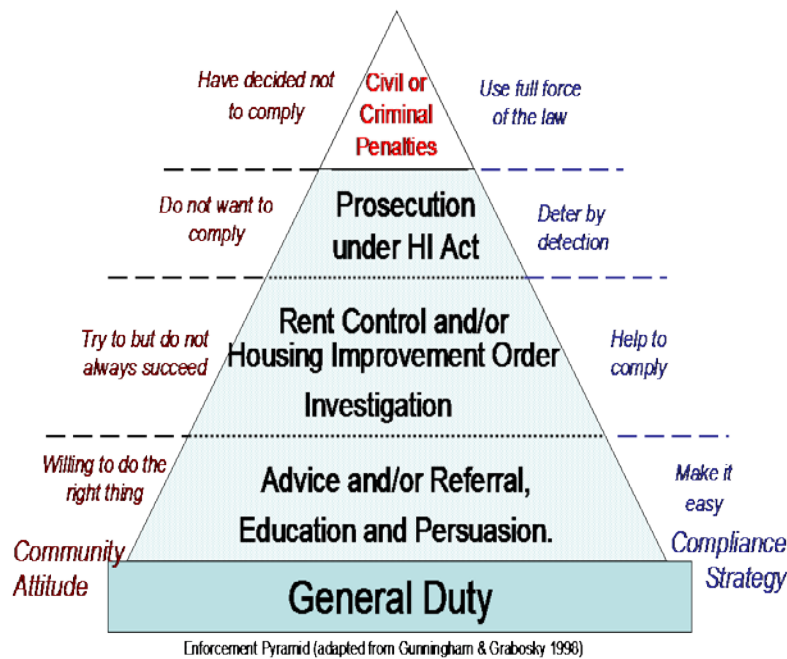 Have decided not
to comply
Civil or
Criminal
Penalties
Use full force
of the law
Do not want to
comply
Prosecution
under HI Act
Deter by
detection
Try to but do not
always succeed
Rent Control and/or
Housing Improvement Order
Investigation
Help to
comply
Willing to do the
right thing
Advice and/or Referral,
Education and Persuasion.
Make it
easy
Community
Attitude
Compliance
Strategy
General Duty
Enforcement Pyramid (adapted from Gunningham & Grabosky 1998)